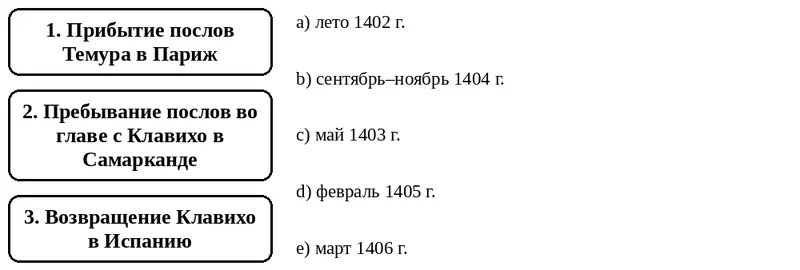 1. Прибытие послов
Темура в Париж
2. Пребывание послов во
главе с Клавихо в
Самарканде
3. Возвращение Клавихо
в Испанию
a) лето 1402 г.
b) сентябрь–ноябрь 1404 г.
c) май 1403 г.
d) февраль 1405 г.
e) март 1406 г.